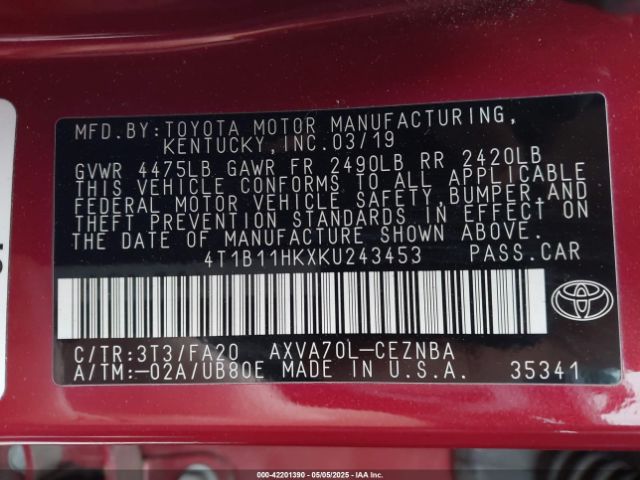 MFD. BY: TOYOTA MOTOR MANUFACTURING,
KENTUCKY, INC. 03/19
GVWR 4475LB GAWR FR 2490LB RR 2420LB
THIS VEHICLE CONFORMS TO ALL APPLICABLE
FEDERAL MOTOR VEHICLE SAFETY, BUMPER, AND
THEFT PREVENTION STANDARDS IN EFFECT ON
THE DATE OF MANUFACTURE SHOWN ABOVE.
4T1B11HKXKU243453 PASS. CAR
C/TR:3T3/FA20 AXVA70L-CEZNBA
A/TM:-02A/UB80E MADE IN U.S.A. 35341
000-42201390 - 05/05/2025 - IAAI.COM